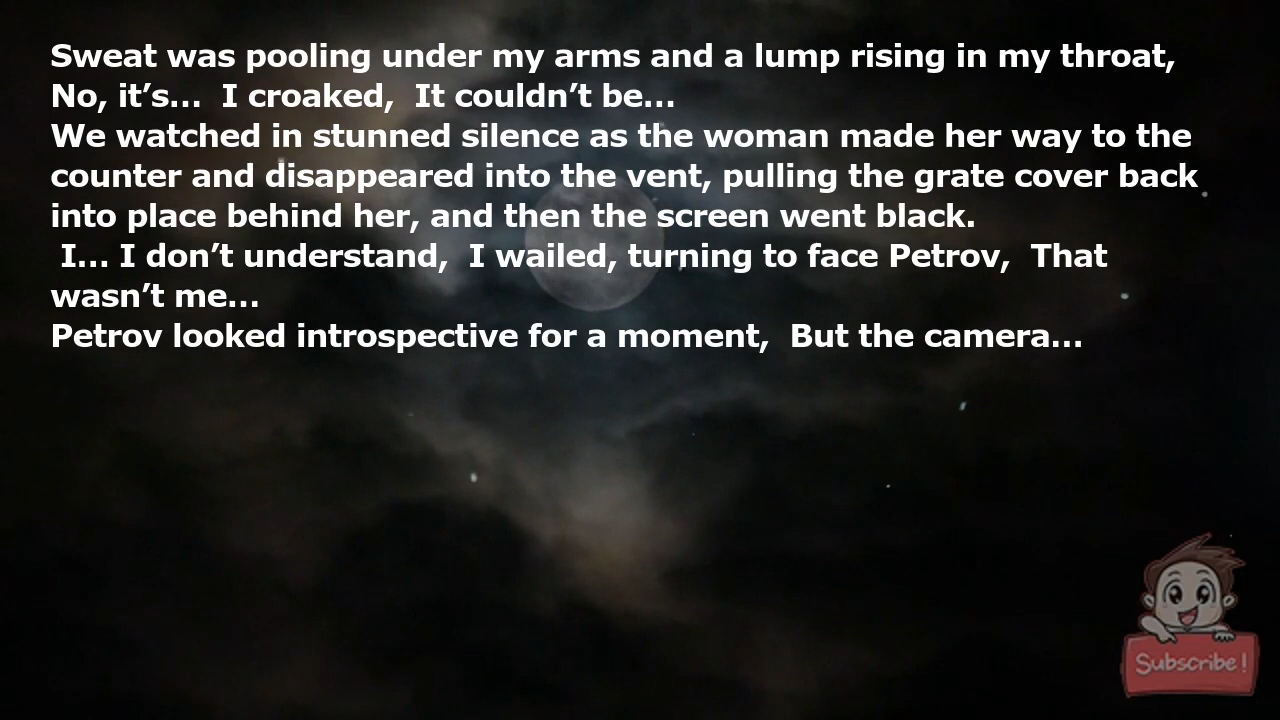 Sweat was pooling under my arms and a lump rising in my throat,
No, it’s...  I croaked,  It couldn’t be...
We watched in stunned silence as the woman made her way to the
counter and disappeared into the vent, pulling the grate cover back
into place behind her, and then the screen went black.
I... I don’t understand,  I wailed, turning to face Petrov,  That
wasn’t me...
Petrov looked introspective for a moment,  But the camera...
Subscribe!